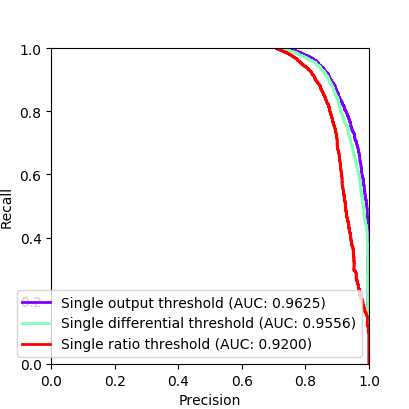 1.0
0.8
0.6
0.4
0.2
0.0
Recall
Single output threshold (AUC: 0.9625)
Single differential threshold (AUC: 0.9556)
Single ratio threshold (AUC: 0.9200)
0.0 0.2 0.4 0.6 0.8 1.0
Precision